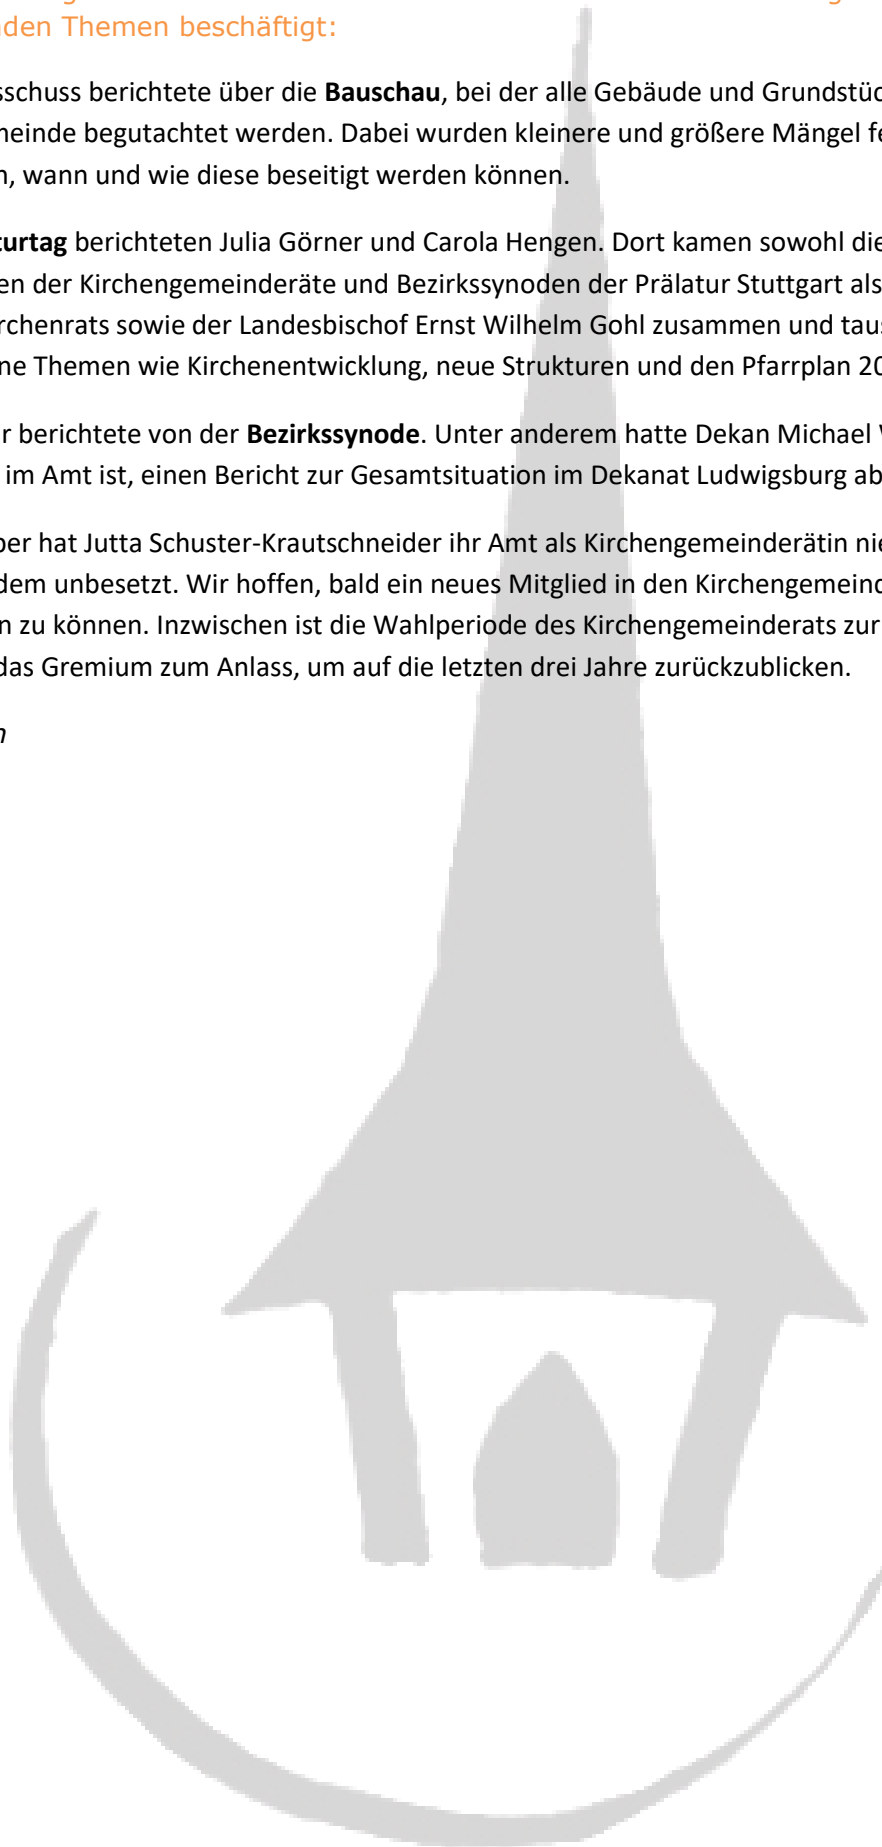 nden Themen beschäftigt:
sschuss berichtete über die Bauschau, bei der alle Gebäude und Grundstüc
meinde begutachtet werden. Dabei wurden kleinere und größere Mängel fe
n, wann und wie diese beseitigt werden können.
turtag berichteten Julia Görner und Carola Hengen. Dort kamen sowohl die
en der Kirchengemeinderäte und Bezirkssynoden der Prälatur Stuttgart als
rchenrats sowie der Landesbischof Ernst Wilhelm Gohl zusammen und taus
ne Themen wie Kirchenentwicklung, neue Strukturen und den Pfarrplan 20
r berichtete von der Bezirkssynode. Unter anderem hatte Dekan Michael
im Amt ist, einen Bericht zur Gesamtsituation im Dekanat Ludwigsburg ab
ber hat Jutta Schuster-Krautschneider ihr Amt als Kirchengemeinderätin nie
dem unbesetzt. Wir hoffen, bald ein neues Mitglied in den Kirchengemeind
n zu können. Inzwischen ist die Wahlperiode des Kirchengemeinderats zur
das Gremium zum Anlass, um auf die letzten drei Jahre zurückzublicken.
n